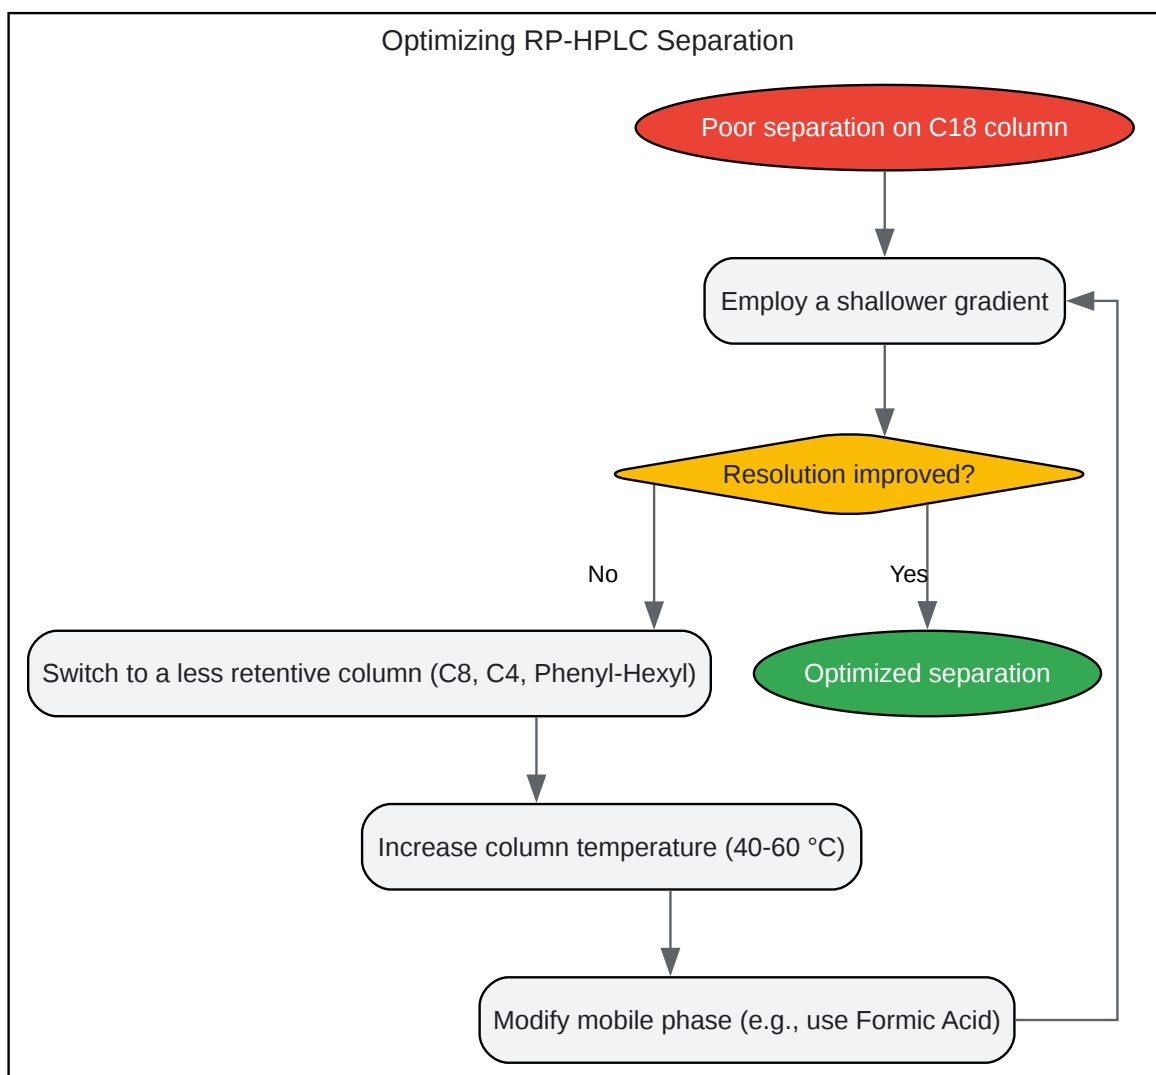 Optimizing RP-HPLC Separation
Poor separation on C18 column
Employ a shallower gradient
Resolution improved?
No
Yes
Switch to a less retentive column (C8, C4, Phenyl-Hexyl)
Optimized separation
Increase column temperature (40-60 °C)
Modify mobile phase (e.g., use Formic Acid)